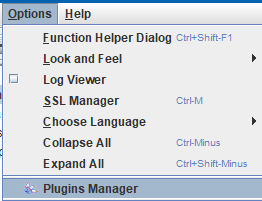 Options Help
Function Helper Dialog Ctrl+Shift-F1
Look and Feel
Log Viewer
SSL Manager Ctrl-M
Choose Language
Collapse All Ctrl-Minus
Expand All Ctrl+Shift-Minus
Plugins Manager